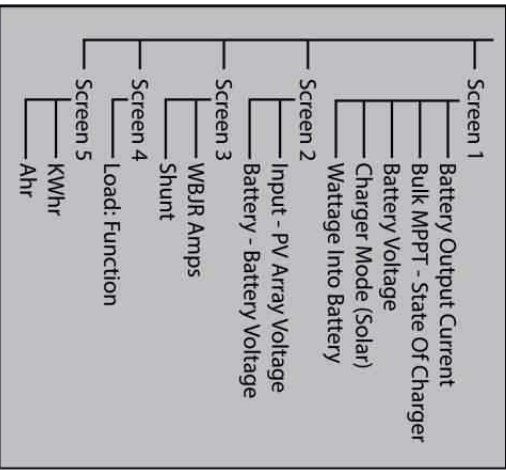 Screen 1
Battery Output Current
Bulk MPPT - State Of Charger
Battery Voltage
Charger Mode (Solar)
Wattage Into Battery
Screen 2
Input - PV Array Voltage
Battery - Battery Voltage
Screen 3
WBJR Amps
Shunt
Screen 4
Load: Function
Screen 5
KWhr
Ahr